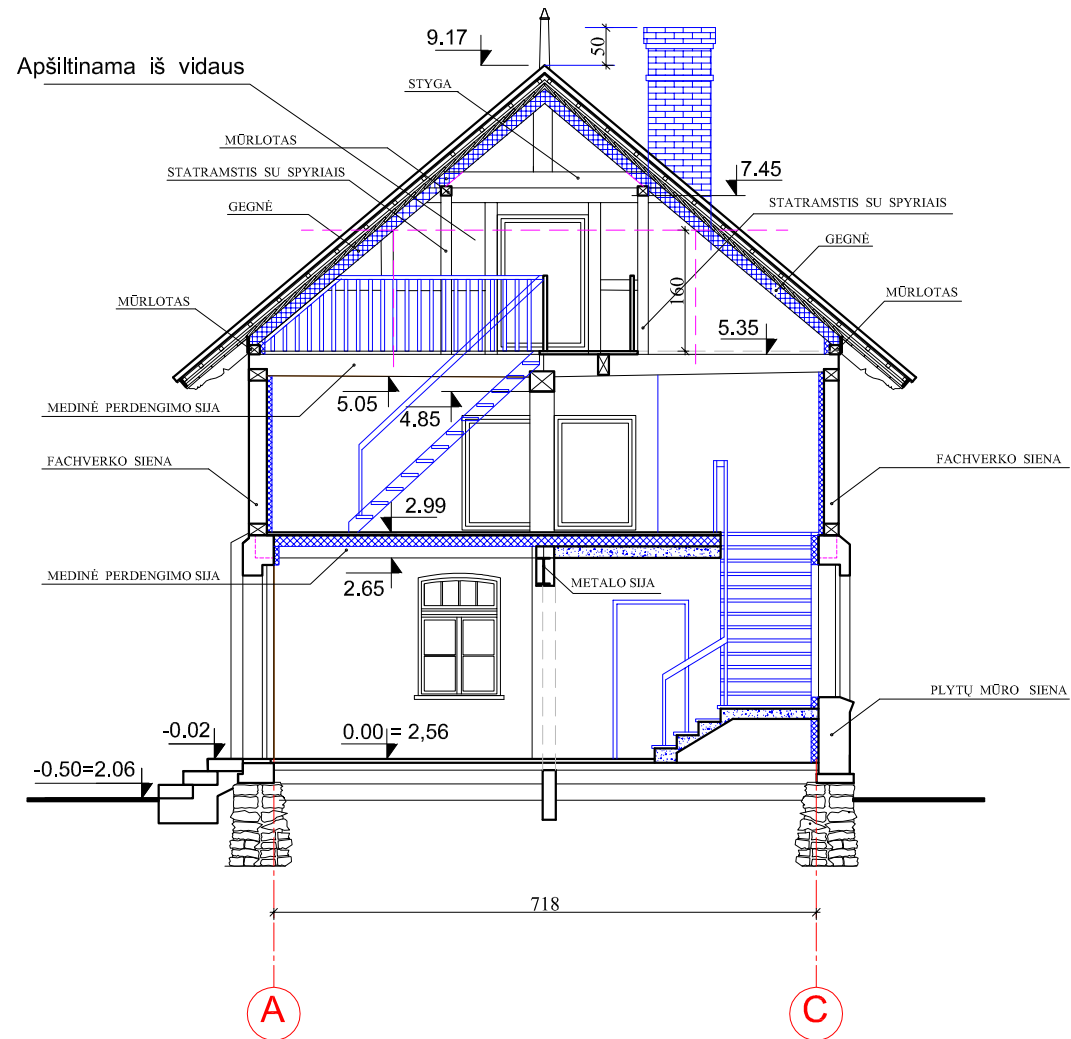 9.17
50
Apšiltinama iš vidaus
STYGA
MŪRLOTAS
7.45
STATRAMSTIS SU SPYRIAIS
STATRAMSTIS SU SPYRIAIS
GEGNĖ
GEGNĖ
160
MŪRLOTAS
MŪRLOTAS
5.35
5.05
4.85
MEDINĖ PERDENGIMO SIJA
FACHVERKO SIENA
FACHVERKO SIENA
2.99
MEDINĖ PERDENGIMO SIJA
2.65
METALO SIJA
PLYTŲ MŪRO SIENA
-0.02
0.00 = 2,56
-0.50=2.06
718
A
C